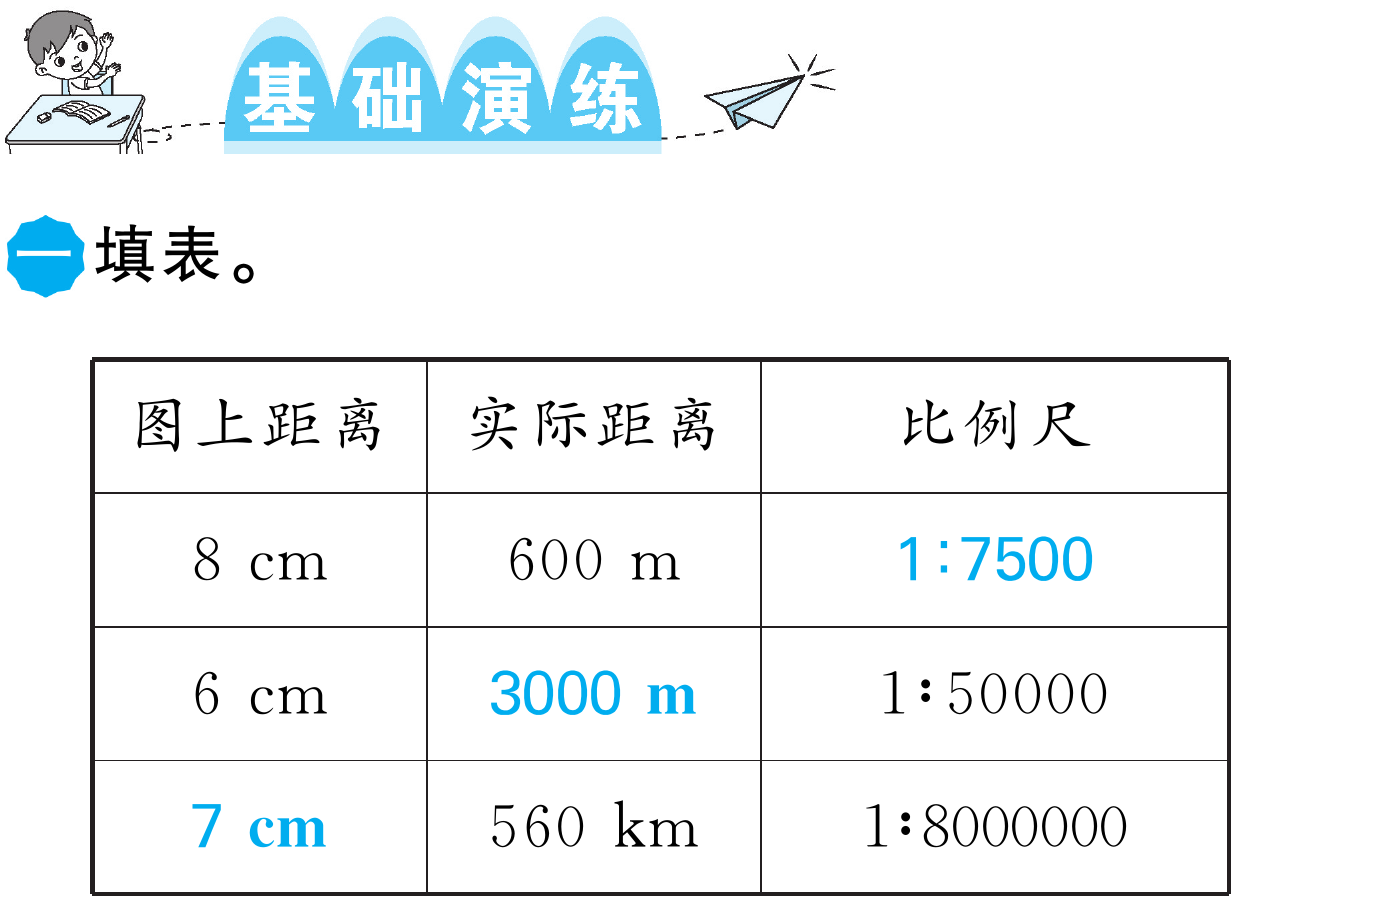 基础演练
一 填表。
图上距离 实际距离 比例尺
8 cm 600 m 1∶7500
6 cm 3000 m 1∶50000
7 cm 560 km 1∶8000000